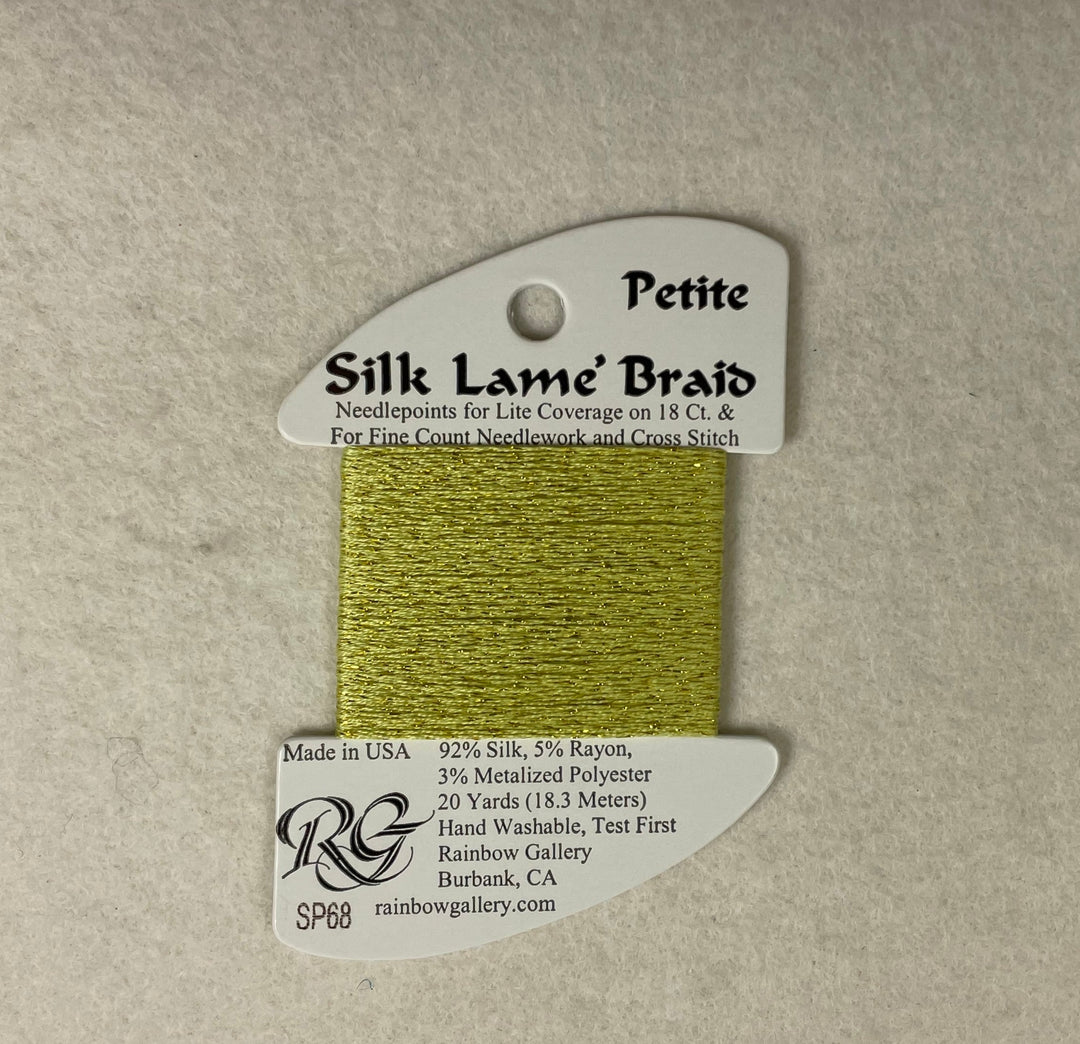 Petite
Silk Lame' Braid
Needlepoints for Lite Coverage on 18 Ct. &
For Fine Count Needlework and Cross Stitch
Made in USA
92% Silk, 5% Rayon,
3% Metalized Polyester
20 Yards (18.3 Meters)
Hand Washable, Test First
Rainbow Gallery
Burbank, CA
rainbowgallery.com
RG
SP68